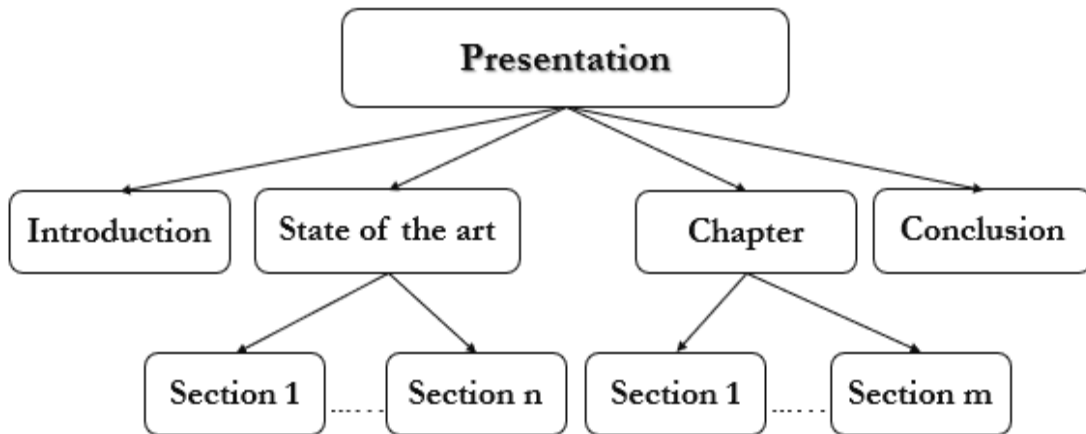 Presentation
Introduction
State of the art
Chapter
Conclusion
Section 1
Section n
Section 1
Section m